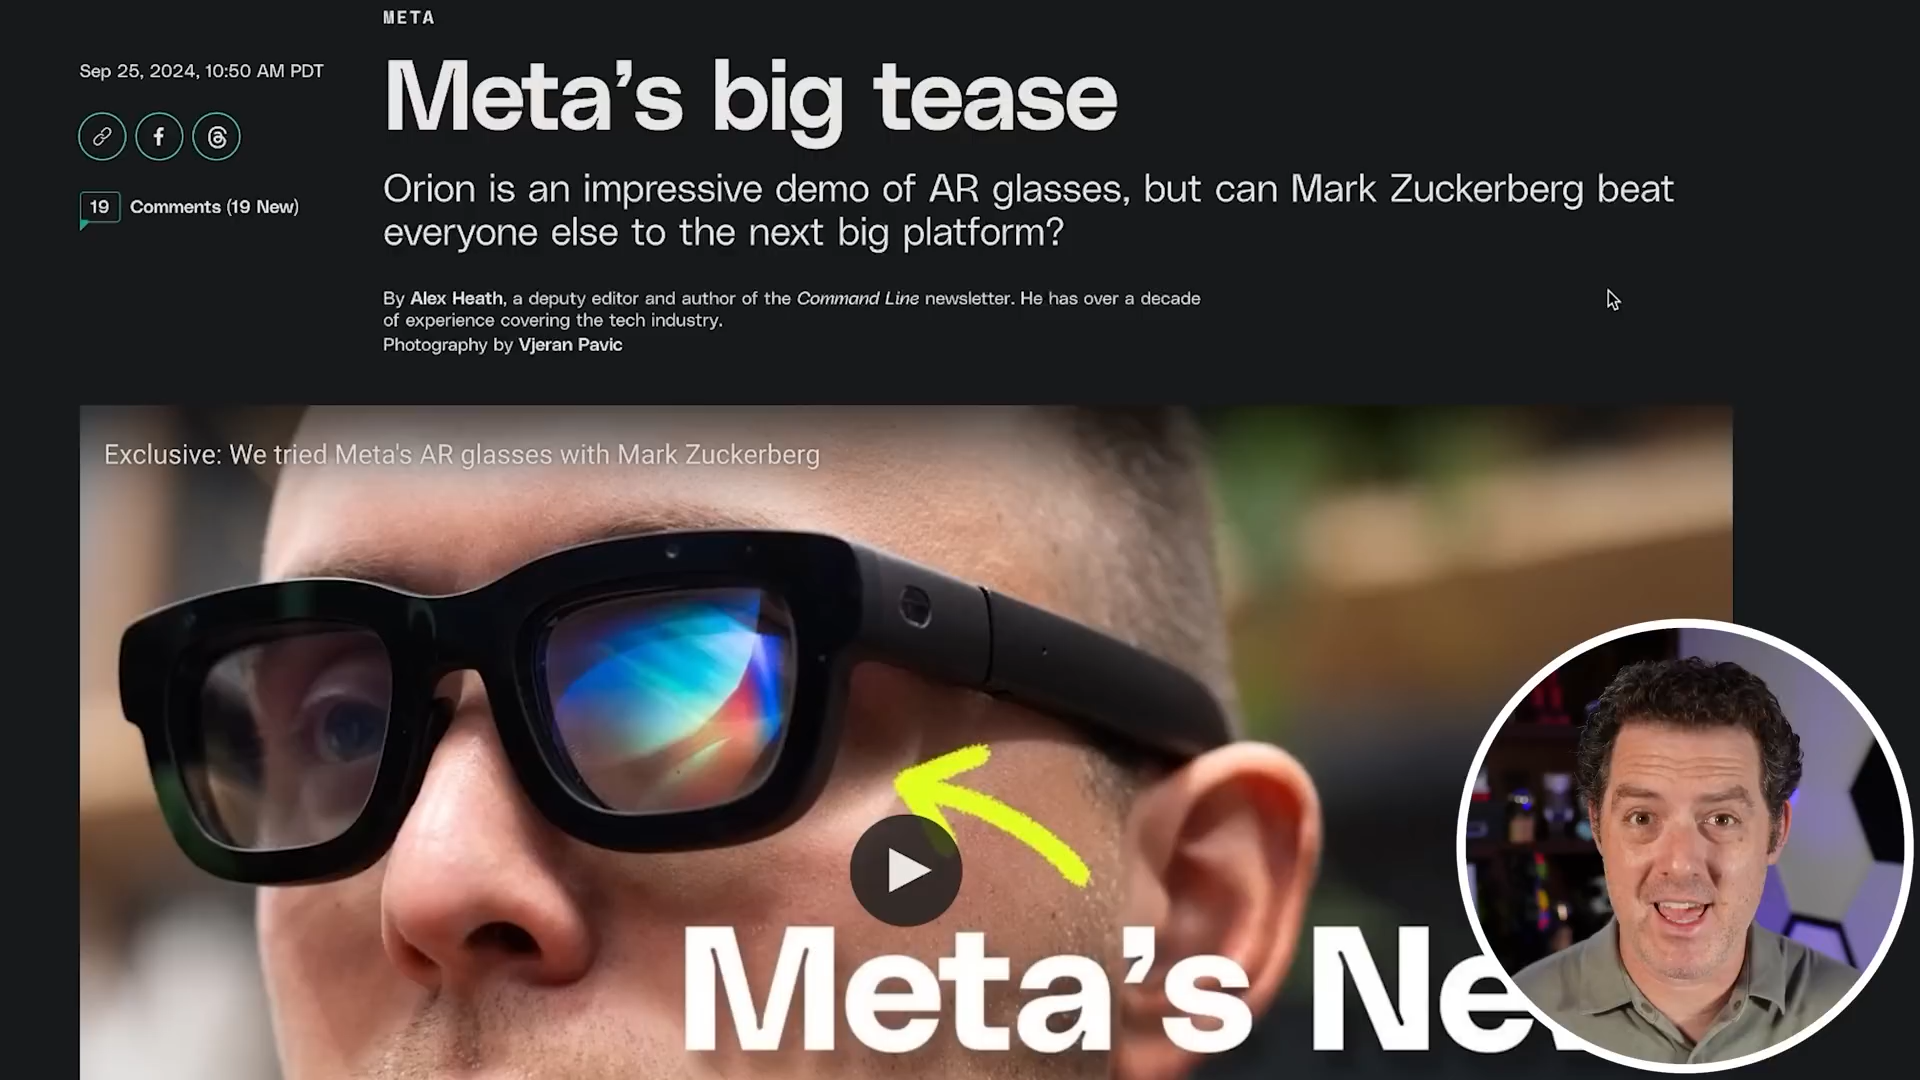 META
Sep 25, 2024, 10:50 AM PDT
Meta’s big tease
Orion is an impressive demo of AR glasses, but can Mark Zuckerberg beat
everyone else to the next big platform?
19 Comments (19 New)
By Alex Heath, a deputy editor and author of the Command Line newsletter. He has over a decade
of experience covering the tech industry.
Photography by Vjeran Pavic
Exclusive: We tried Meta's AR glasses with Mark Zuckerberg
Meta’s